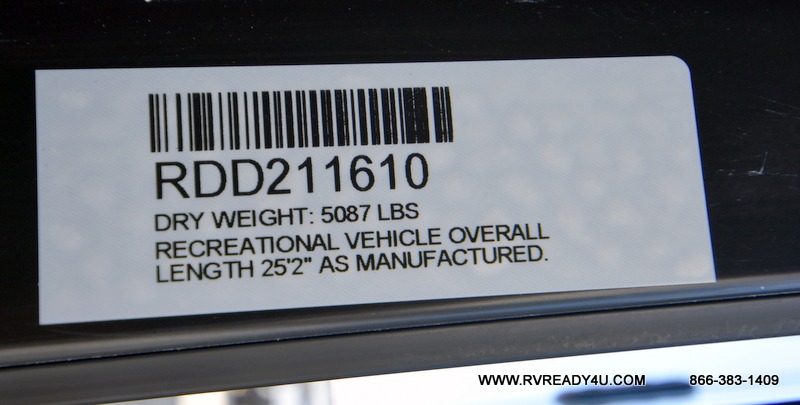 RDD211610
DRY WEIGHT: 5087 LBS
RECREATIONAL VEHICLE OVERALL
LENGTH 25'2" AS MANUFACTURED.
WWW.RVREADY4U.COM 866-383-1409